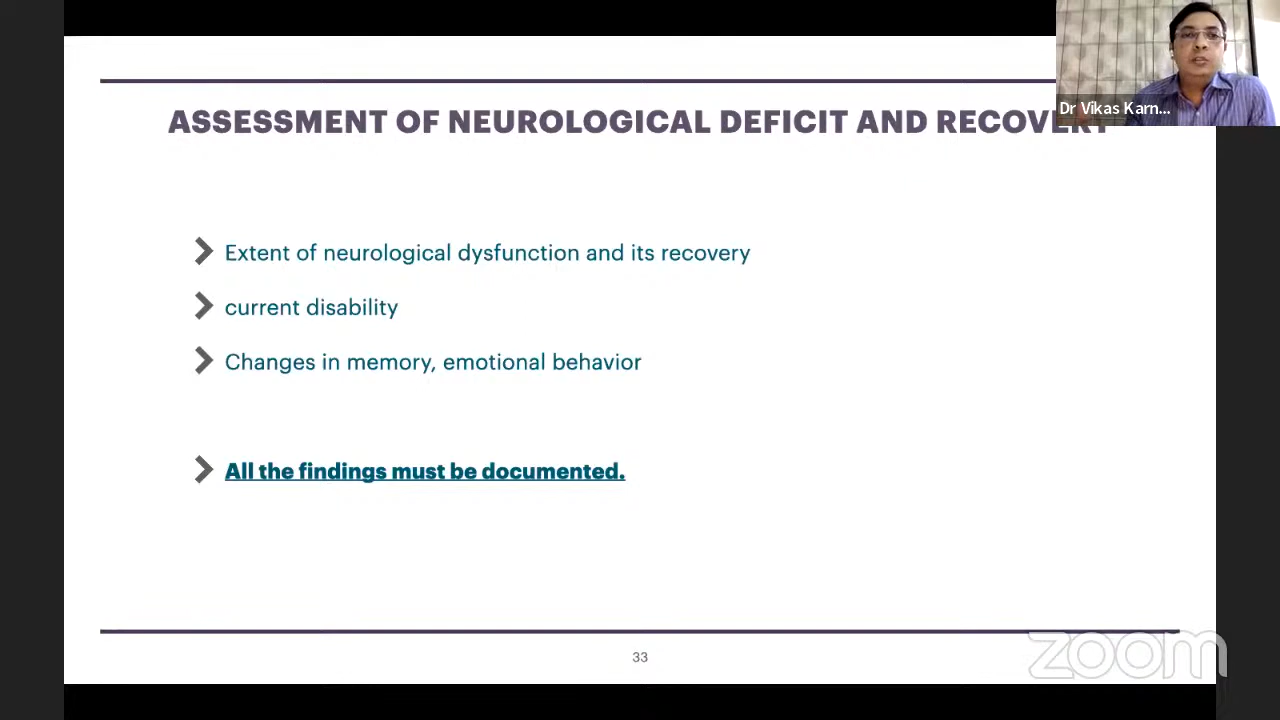 Dr Vikas Karn...
ASSESSMENT OF NEUROLOGICAL DEFICIT AND RECOVERY
Extent of neurological dysfunction and its recovery
current disability
Changes in memory, emotional behavior
All the findings must be documented.
33
zoom